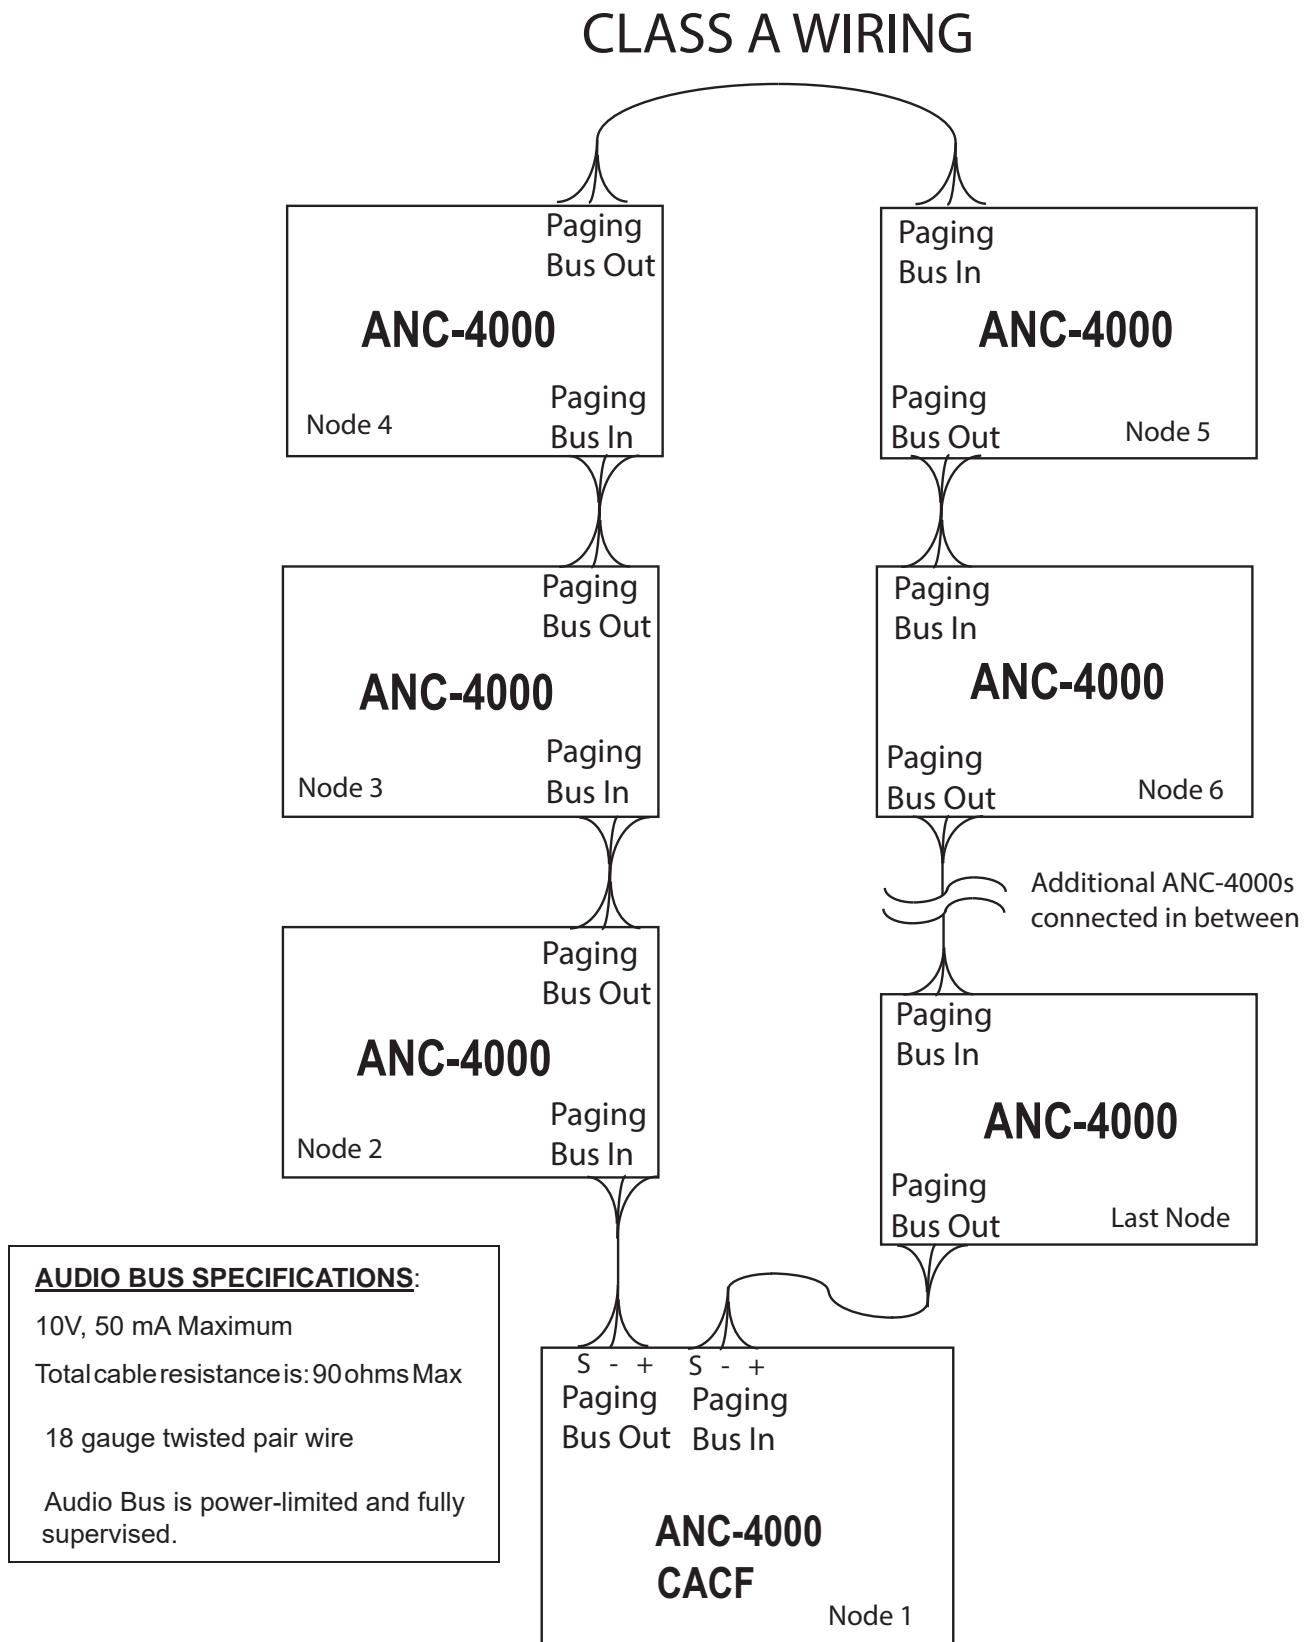 CLASS A WIRING
Paging
Bus Out
ANC-4000
Paging
Bus In
Node 4
Paging
Bus In
ANC-4000
Paging
Bus Out
Node 5
Paging
Bus Out
ANC-4000
Paging
Bus In
Node 3
Paging
Bus In
ANC-4000
Paging
Bus Out
Node 6
Additional ANC-4000s
connected in between
Paging
Bus Out
ANC-4000
Paging
Bus In
Node 2
Paging
Bus In
ANC-4000
Paging
Bus Out
Last Node
AUDIO BUS SPECIFICATIONS:
10V, 50 mA Maximum
Total cable resistance is: 90 ohms Max
18 gauge twisted pair wire
Audio Bus is power-limited and fully
supervised.
S - +
Paging
Bus Out
S - +
Paging
Bus In
ANC-4000
CACF
Node 1